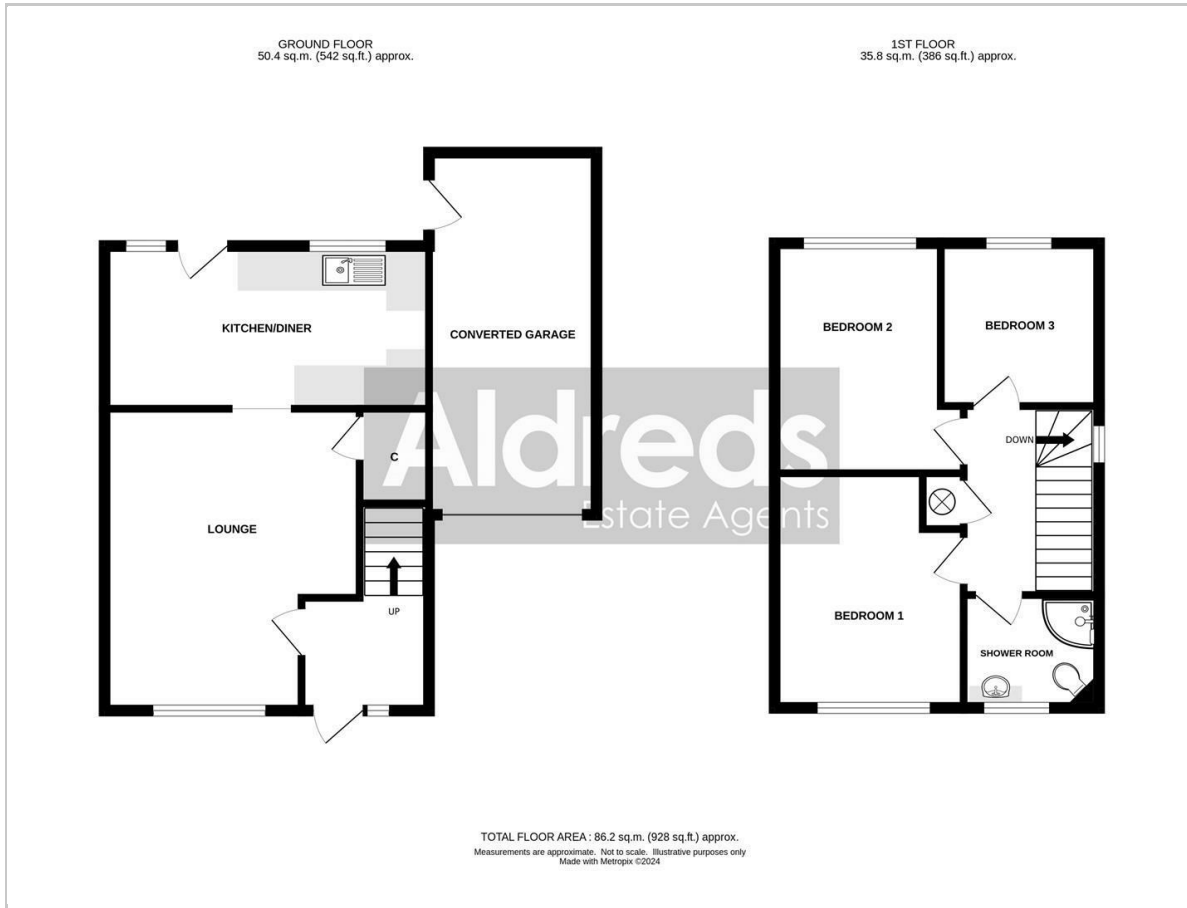 GROUND FLOOR
50.4 sq.m. (542 sq.ft.) approx.
1ST FLOOR
35.8 sq.m. (386 sq.ft.) approx.
KITCHEN/DINER
CONVERTED GARAGE
C
LOUNGE
UP
BEDROOM 2
BEDROOM 3
DOWN
BEDROOM 1
SHOWER ROOM
Aldreds
Estate Agents
TOTAL FLOOR AREA : 86.2 sq.m. (928 sq.ft.) approx.
Measurements are approximate. Not to scale. Illustrative purposes only
Made with Metropix ©2024